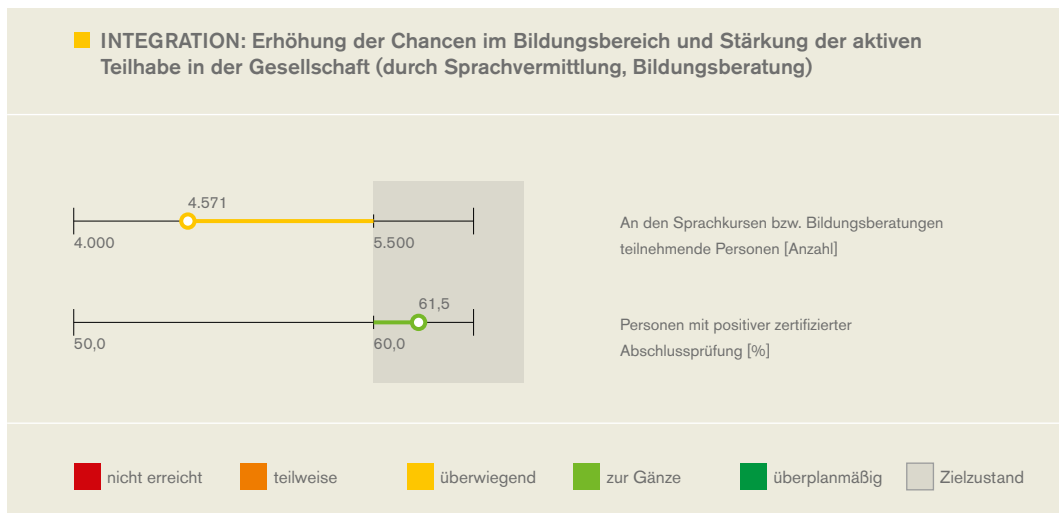 INTEGRATION: Erhöhung der Chancen im Bildungsbereich und Stärkung der aktiven
Teilhabe in der Gesellschaft (durch Sprachvermittlung, Bildungsberatung)
4.571
4.000
5.500
An den Sprachkursen bzw. Bildungsberatungen
teilnehmende Personen [Anzahl]
61,5
50,0
60,0
Personen mit positiver zertifizierter
Abschlussprüfung [%]
nicht erreicht
teilweise
überwiegend
zur Gänze
überplanmäßig
Zielzustand